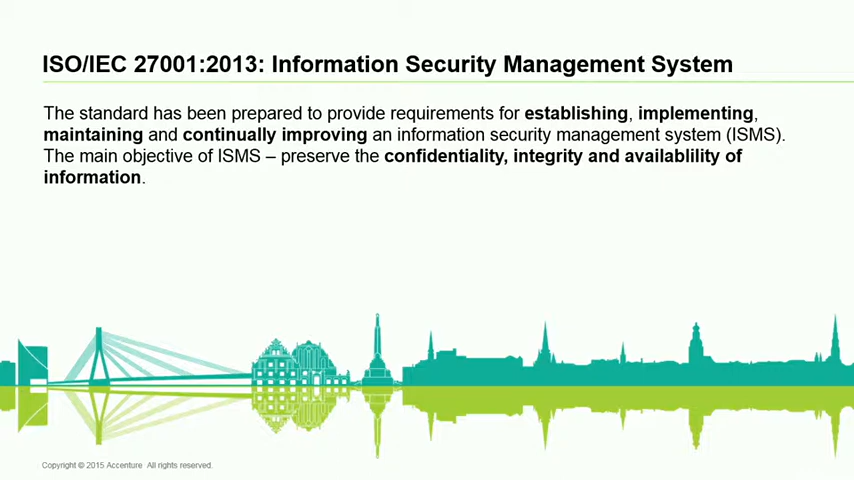 ISO/IEC 27001:2013: Information Security Management System
The standard has been prepared to provide requirements for establishing, implementing,
maintaining and continually improving an information security management system (ISMS).
The main objective of ISMS – preserve the confidentiality, integrity and availablility of
information.
Copyright © 2015 Accenture All rights reserved.